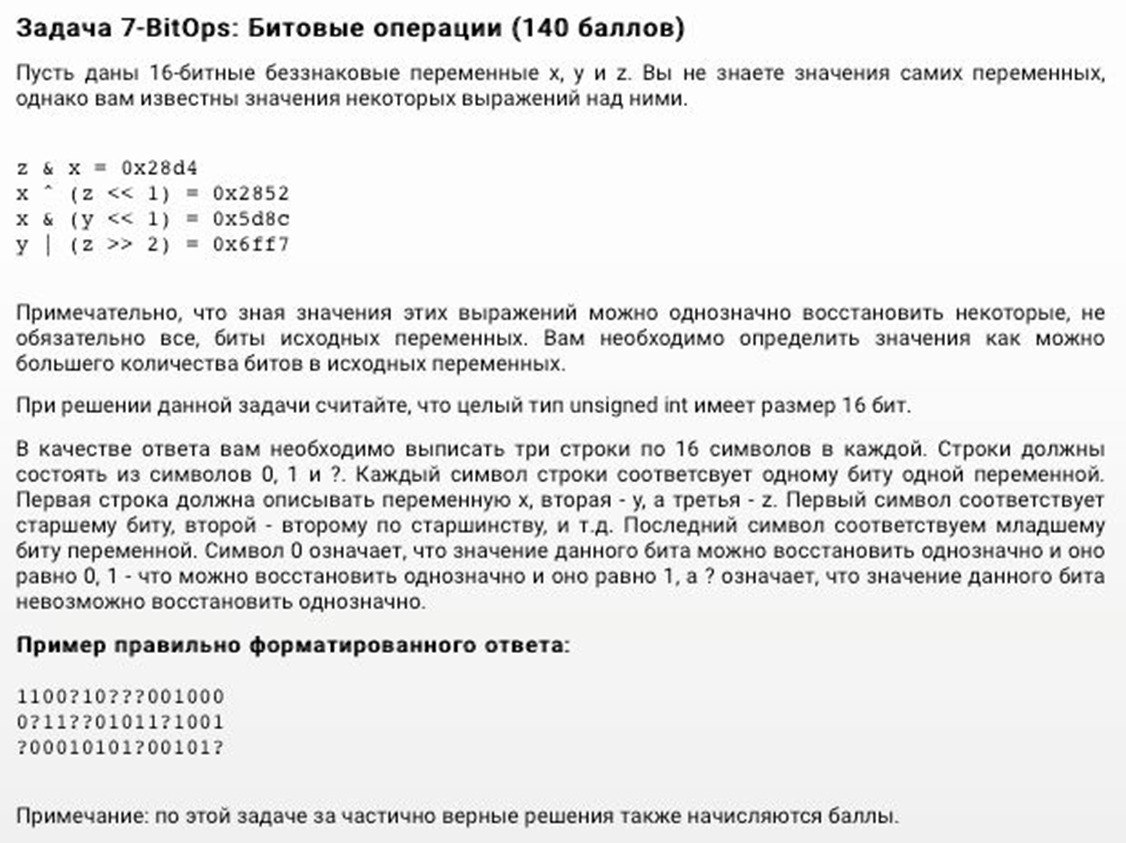 Задача 7-BitOps: Битовые операции (140 баллов)
Пусть даны 16-битные беззнаковые переменные x, y и z. Вы не знаете значения самих переменных,
однако вам известны значения некоторых выражений над ними.
z & x = 0x28d4
x ^ (z << 1) = 0x2852
x & (y << 1) = 0x5d8c
y | (z >> 2) = 0x6ff7
Примечательно, что зная значения этих выражений можно однозначно восстановить некоторые, не
обязательно все, биты исходных переменных. Вам необходимо определить значения как можно
большего количества битов в исходных переменных.
При решении данной задачи считайте, что целый тип unsigned int имеет размер 16 бит.
В качестве ответа вам необходимо выписать три строки по 16 символов в каждой. Строки должны
состоять из символов 0, 1 и ?. Каждый символ строки соответсвует одному биту одной переменной.
Первая строка должна описывать переменную x, вторая - y, а третья - z. Первый символ соответствует
старшему биту, второй - второму по старшинству, и т.д. Последний символ соответствуем младшему
биту переменной. Символ 0 означает, что значение данного бита можно восстановить однозначно и оно
равно 0, 1 - что можно восстановить однозначно и оно равно 1, а ? означает, что значение данного бита
невозможно восстановить однозначно.
Пример правильно форматированного ответа:
1100?10???001000
0?11??01011?1001
?00010101?00101?
Примечание: по этой задаче за частично верные решения также начисляются баллы.